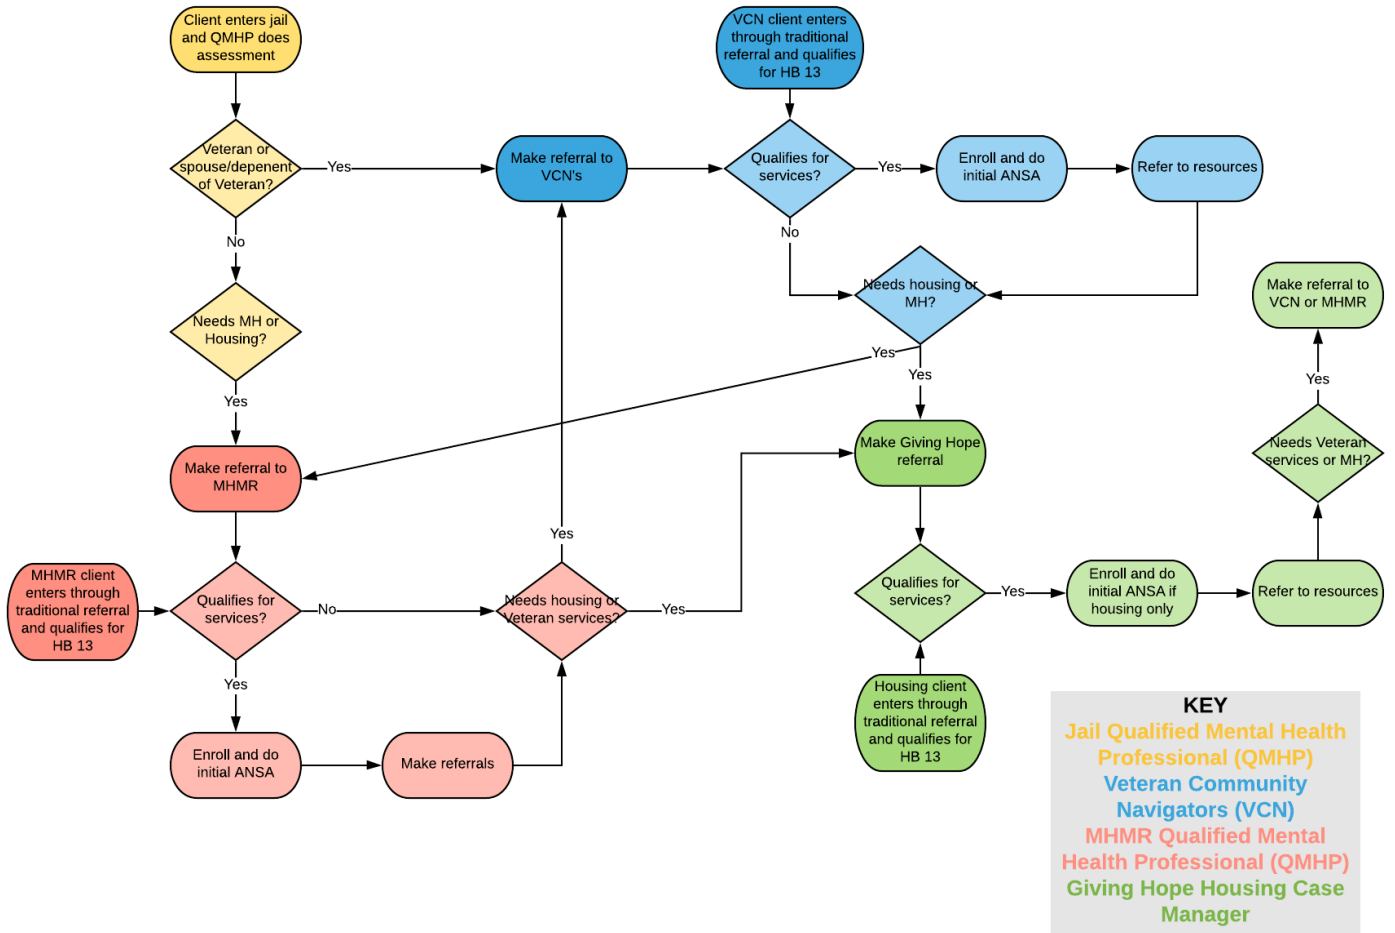 Client enters jail
and QMHP does
assessment
VCN client enters
through traditional
referral and qualifies
for HB 13
Veteran or
spouse/depenent
of Veteran?
Yes
Make referral to
VCN's
Qualifies for
services?
Yes
Enroll and do
initial ANSA
Refer to resources
No
No
Needs housing or
MH?
Make referral to
VCN or MHMR
Needs MH or
Housing?
Yes
Yes
Yes
Yes
Make Giving Hope
referral
Needs Veteran
services or MH?
Make referral to
MHMR
Yes
MHMR client
enters through
traditional referral
and qualifies for
HB 13
Qualifies for
services?
No
Needs housing or
Veteran services?
Yes
Qualifies for
services?
Yes
Enroll and do
initial ANSA if
housing only
Refer to resources
Yes
Enroll and do
initial ANSA
Make referrals
Housing client
enters through
traditional referral
and qualifies for
HB 13
KEY
Jail Qualified Mental Health
Professional (QMHP)
Veteran Community
Navigators (VCN)
MHMR Qualified Mental
Health Professional (QMHP)
Giving Hope Housing Case
Manager